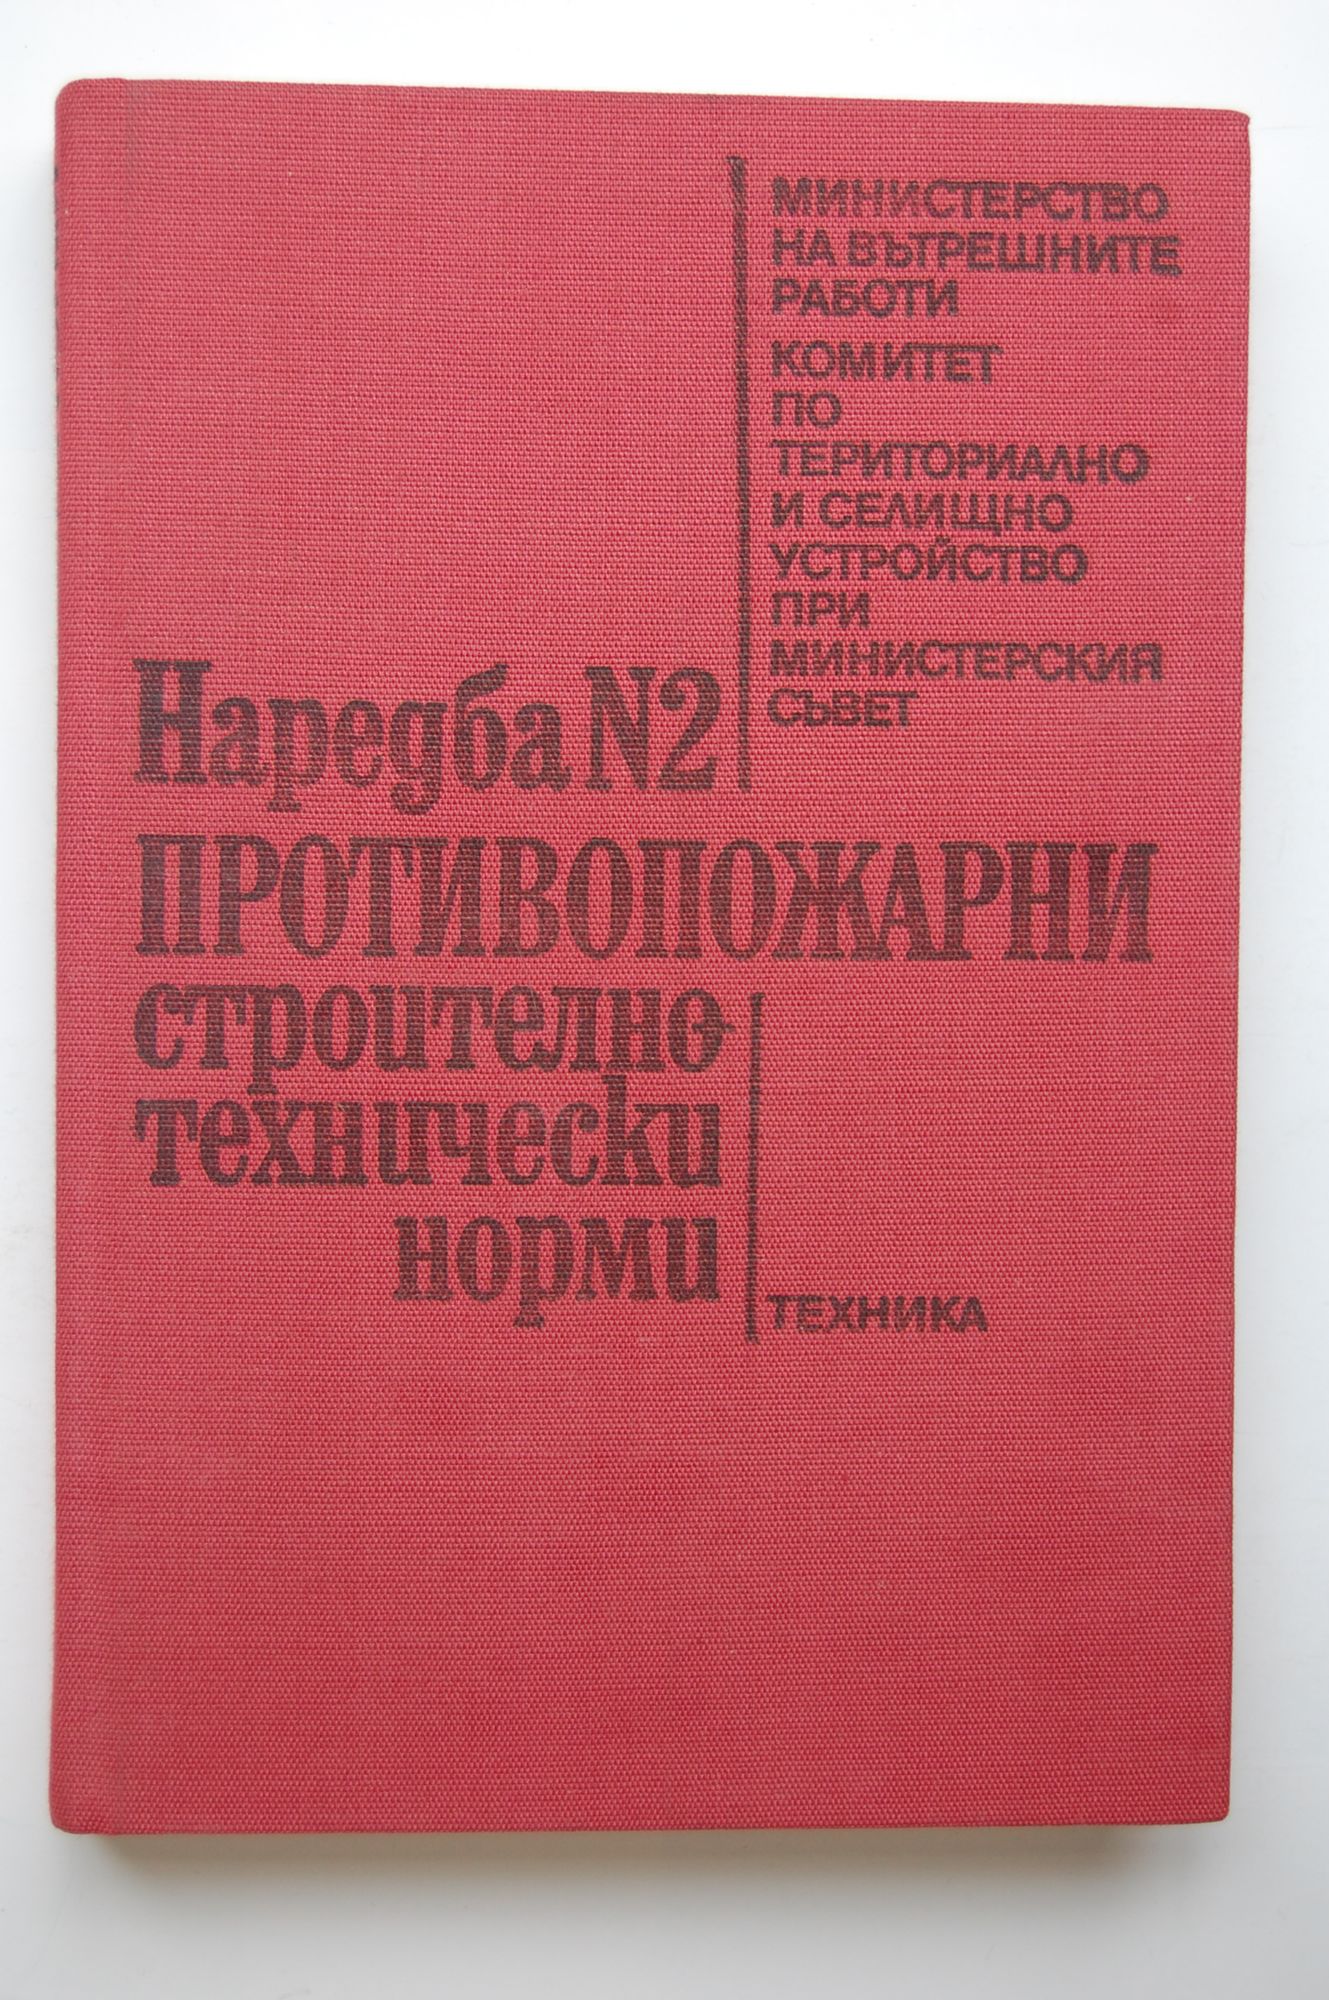 МИНИСТЕРСТВО
НА ВЪТРЕШНИТЕ
РАБОТИ
КОМИТЕТ
ПО
ТЕРИТОРИАЛНО
И СЕЛИЩНО
УСТРОЙСТВО
ПРИ
МИНИСТЕРСКИЯ
СЪВЕТ
Наредба N2
ПРОТИВОПОЖАРНИ
строително-
технически
норми
ТЕХНИКА